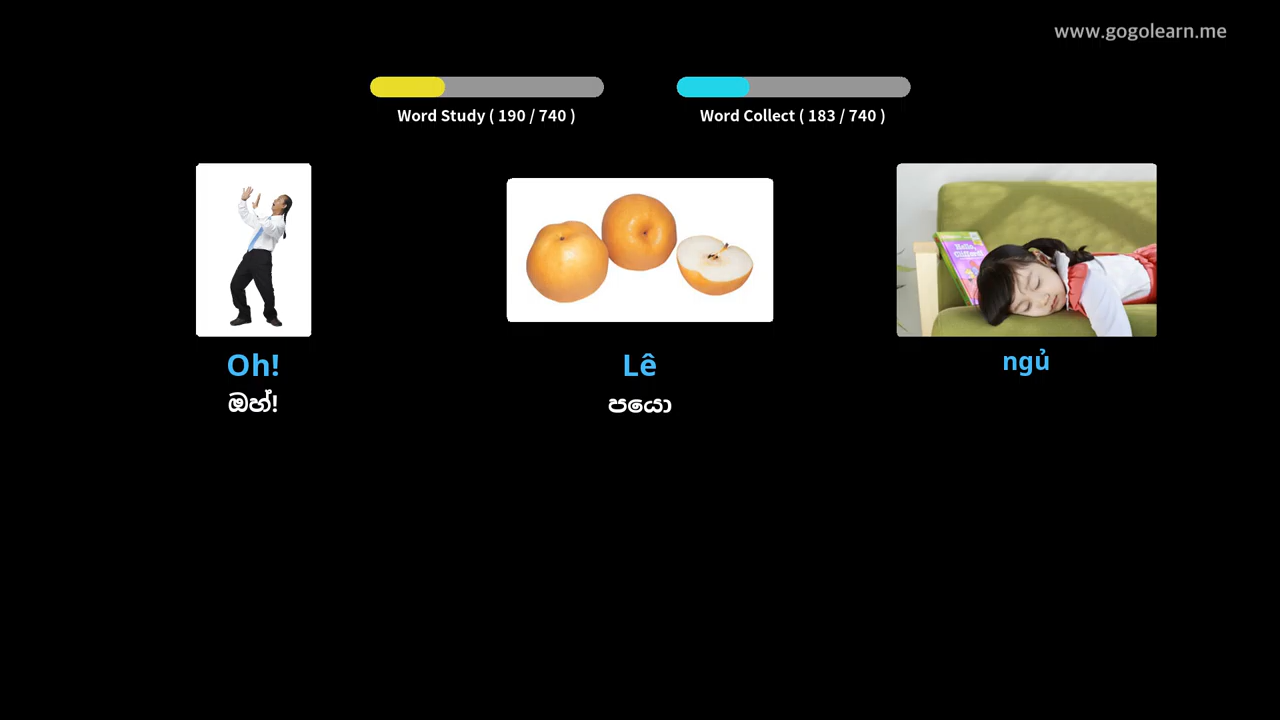 www.gogolearn.me
Word Study ( 190 / 740 )
Word Collect ( 183 / 740 )
Oh!
ඔහ්!
Lê
පයො
ngủ